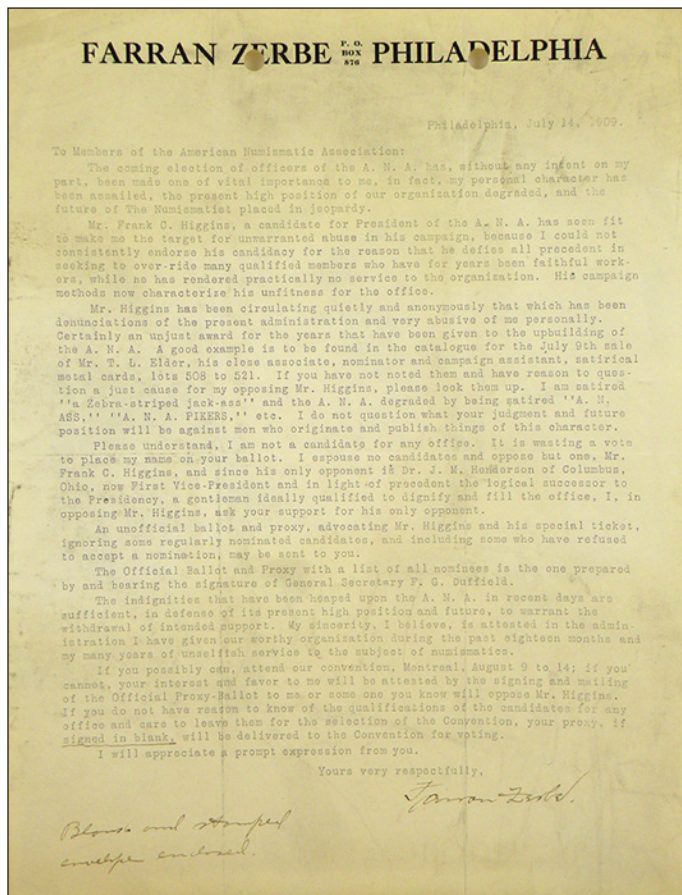 FARRAN ZERBE P. O. BOX 876 PHILADELPHIA
Philadelphia, July 14, 1909.
To Members of the American Numismatic Association:
The coming election of officers of the A. N. A. has, without any intent on my
part, been made one of vital importance to me, in fact, my personal character has
been assailed, the present high position of our organization degraded, and the
future of The Numismatist placed in jeopardy.
Mr. Frank C. Higgins, a candidate for President of the A. N. A. has seen fit
to make me the target for unwarranted abuse in his campaign, because I could not
consistently endorse his candidacy for the reason that he defies all precedent in
seeking to over-ride many qualified members who have for years been faithful work-
ers, while he has rendered practically no service to the organization. His campaign
methods now characterize his unfitness for the office.
Mr. Higgins has been circulating quietly and anonymously that which has been
denunciations of the present administration and very abusive of me personally.
Certainly an unjust award for the years that have been given to the upbuilding of
the A. N. A. A good example is to be found in the catalogue for the July 9th sale
of Mr. T. L. Elder, his close associate, nominator and campaign assistant, satirical
metal cards, lots 508 to 521. If you have not noted them and have reason to ques-
tion a just cause for my opposing Mr. Higgins, please look them up. I am satired
"a Zebra-striped jack-ass" and the A. N. A. degraded by being satired "A. N.
ASS," "A. N. A. PIKERS," etc. I do not question what your judgment and future
position will be against men who originate and publish things of this character.
Please understand, I am not a candidate for any office. It is wasting a vote
to place my name on your ballot. I espouse no candidates and oppose but one, Mr.
Frank C. Higgins, and since his only opponent is Dr. J. M. Henderson of Columbus,
Ohio, now First Vice-President and in light of precedent the logical successor to
the Presidency, a gentleman ideally qualified to dignify and fill the office, I, in
opposing Mr. Higgins, ask your support for his only opponent.
An unofficial ballot and proxy, advocating Mr. Higgins and his special ticket,
ignoring some regularly nominated candidates, and including some who have refused
to accept a nomination, may be sent to you.
The Official Ballot and Proxy with a list of all nominees is the one prepared
by and bearing the signature of General Secretary F. G. Duffield.
The indignities that have been heaped upon the A. N. A. in recent days are
sufficient, in defense of its present high position and future, to warrant the
withdrawal of intended support. My sincerity, I believe, is attested in the admin-
istration I have given our worthy organization during the past eighteen months and
my many years of unselfish service to the subject of numismatics.
If you possibly can, attend our convention, Montreal, August 9 to 14; if you
cannot, your interest and favor to me will be attested by the signing and mailing
of the Official Proxy-Ballot to me or some one you know will oppose Mr. Higgins.
If you do not have reason to know of the qualifications of the candidates for any
office and care to leave them for the selection of the Convention, your proxy, if
signed in blank, will be delivered to the Convention for voting.
I will appreciate a prompt expression from you.
Yours very respectfully,
Farran Zerbe.
Blank and stamped
envelope enclosed.